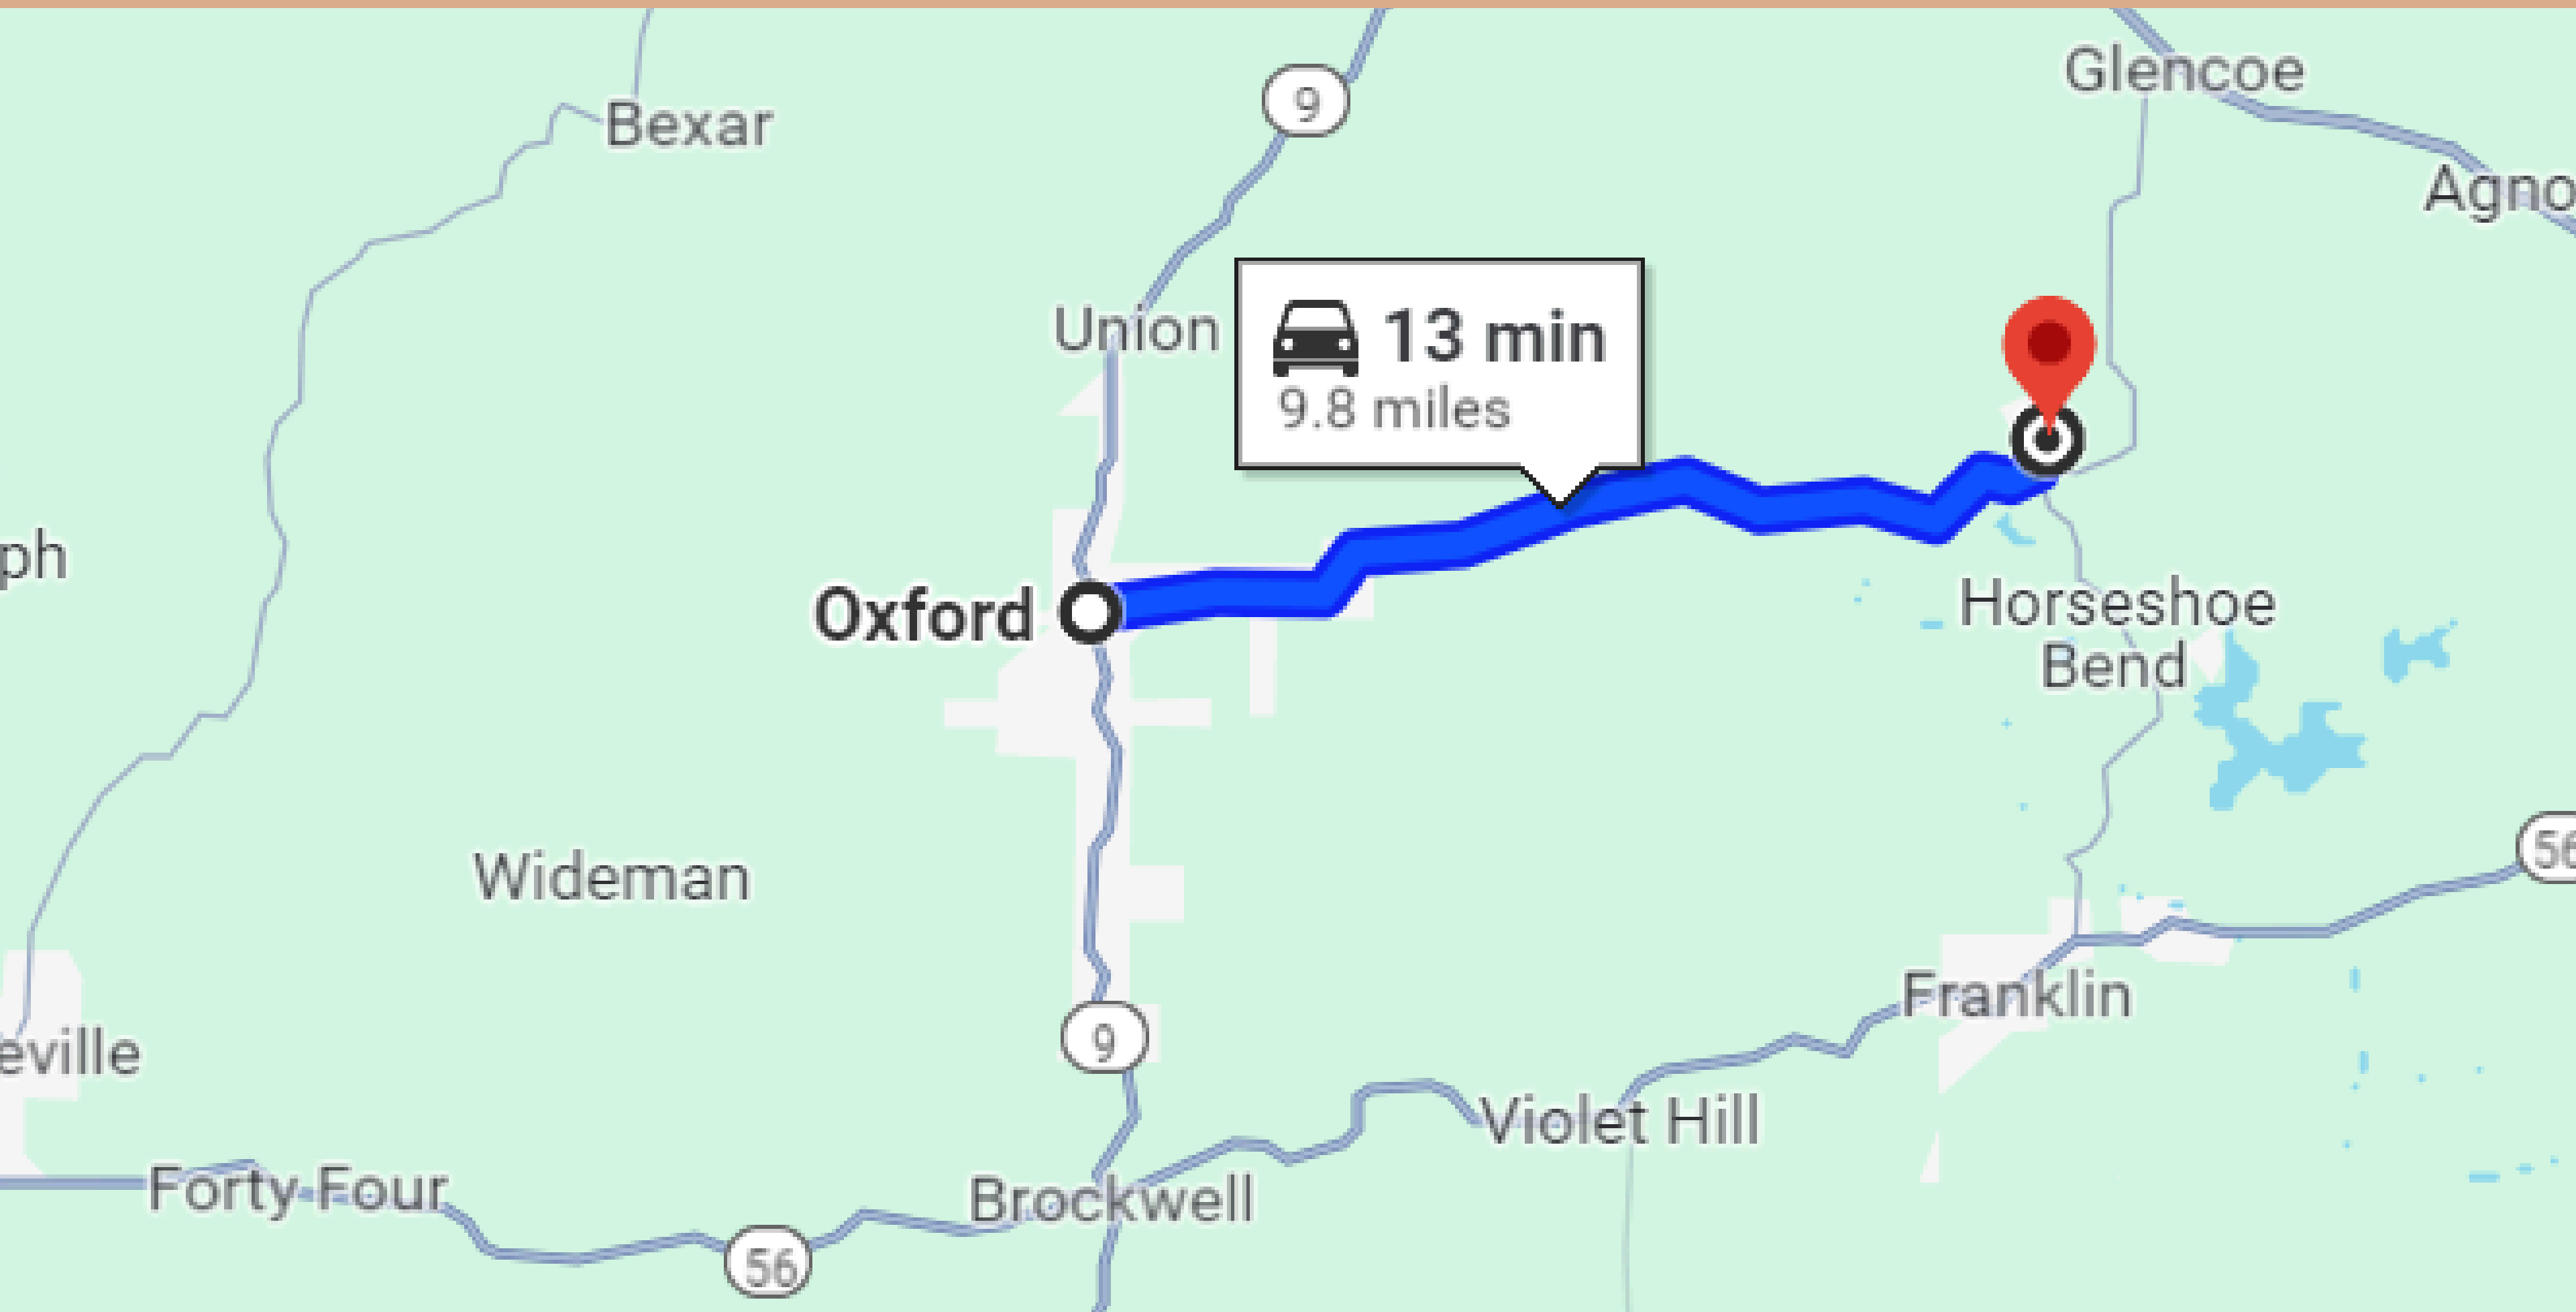 Glencoe
9
Bexar
Agno
Union
13 min
9.8 miles
ph
Oxford
Horseshoe
Bend
56
Wideman
Franklin
9
eville
Violet Hill
Forty Four
Brockwell
56